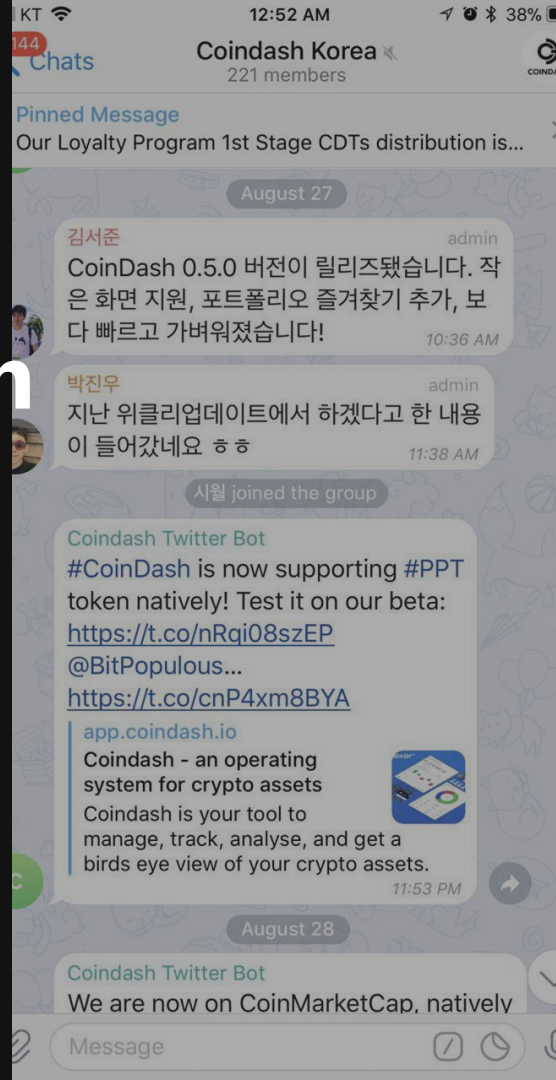 KT 12:52 AM 38%
144
Chats
Coindash Korea
221 members
COINDA
Pinned Message
Our Loyalty Program 1st Stage CDTs distribution is...
August 27
김서준 admin
CoinDash 0.5.0 버전이 릴리즈됐습니다. 작
은 화면 지원, 포트폴리오 즐겨찾기 추가, 보
다 빠르고 가벼워졌습니다!
10:36 AM
n
박진우 admin
지난 위클리업데이트에서 하겠다고 한 내용
이 들어갔네요 ㅎㅎ
11:38 AM
시월 joined the group
Coindash Twitter Bot
#CoinDash is now supporting #PPT
token natively! Test it on our beta:
https://t.co/nRqi08szEP
@BitPopulous...
https://t.co/cnP4xm8BYA
app.coindash.io
Coindash - an operating
system for crypto assets
Coindash is your tool to
manage, track, analyse, and get a
birds eye view of your crypto assets.
11:53 PM
C
August 28
Coindash Twitter Bot
We are now on CoinMarketCap, natively
Message